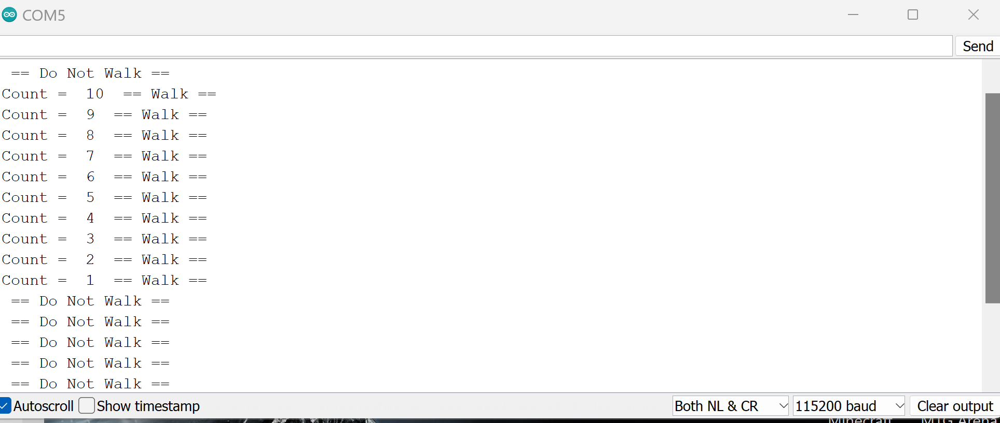 COM5
Send
== Do Not Walk ==
Count =  10  == Walk ==
Count =  9  == Walk ==
Count =  8  == Walk ==
Count =  7  == Walk ==
Count =  6  == Walk ==
Count =  5  == Walk ==
Count =  4  == Walk ==
Count =  3  == Walk ==
Count =  2  == Walk ==
Count =  1  == Walk ==
== Do Not Walk ==
== Do Not Walk ==
== Do Not Walk ==
== Do Not Walk ==
== Do Not Walk ==
Autoscroll Show timestamp Both NL & CR 115200 baud Clear output
Minecraft MTG Arena